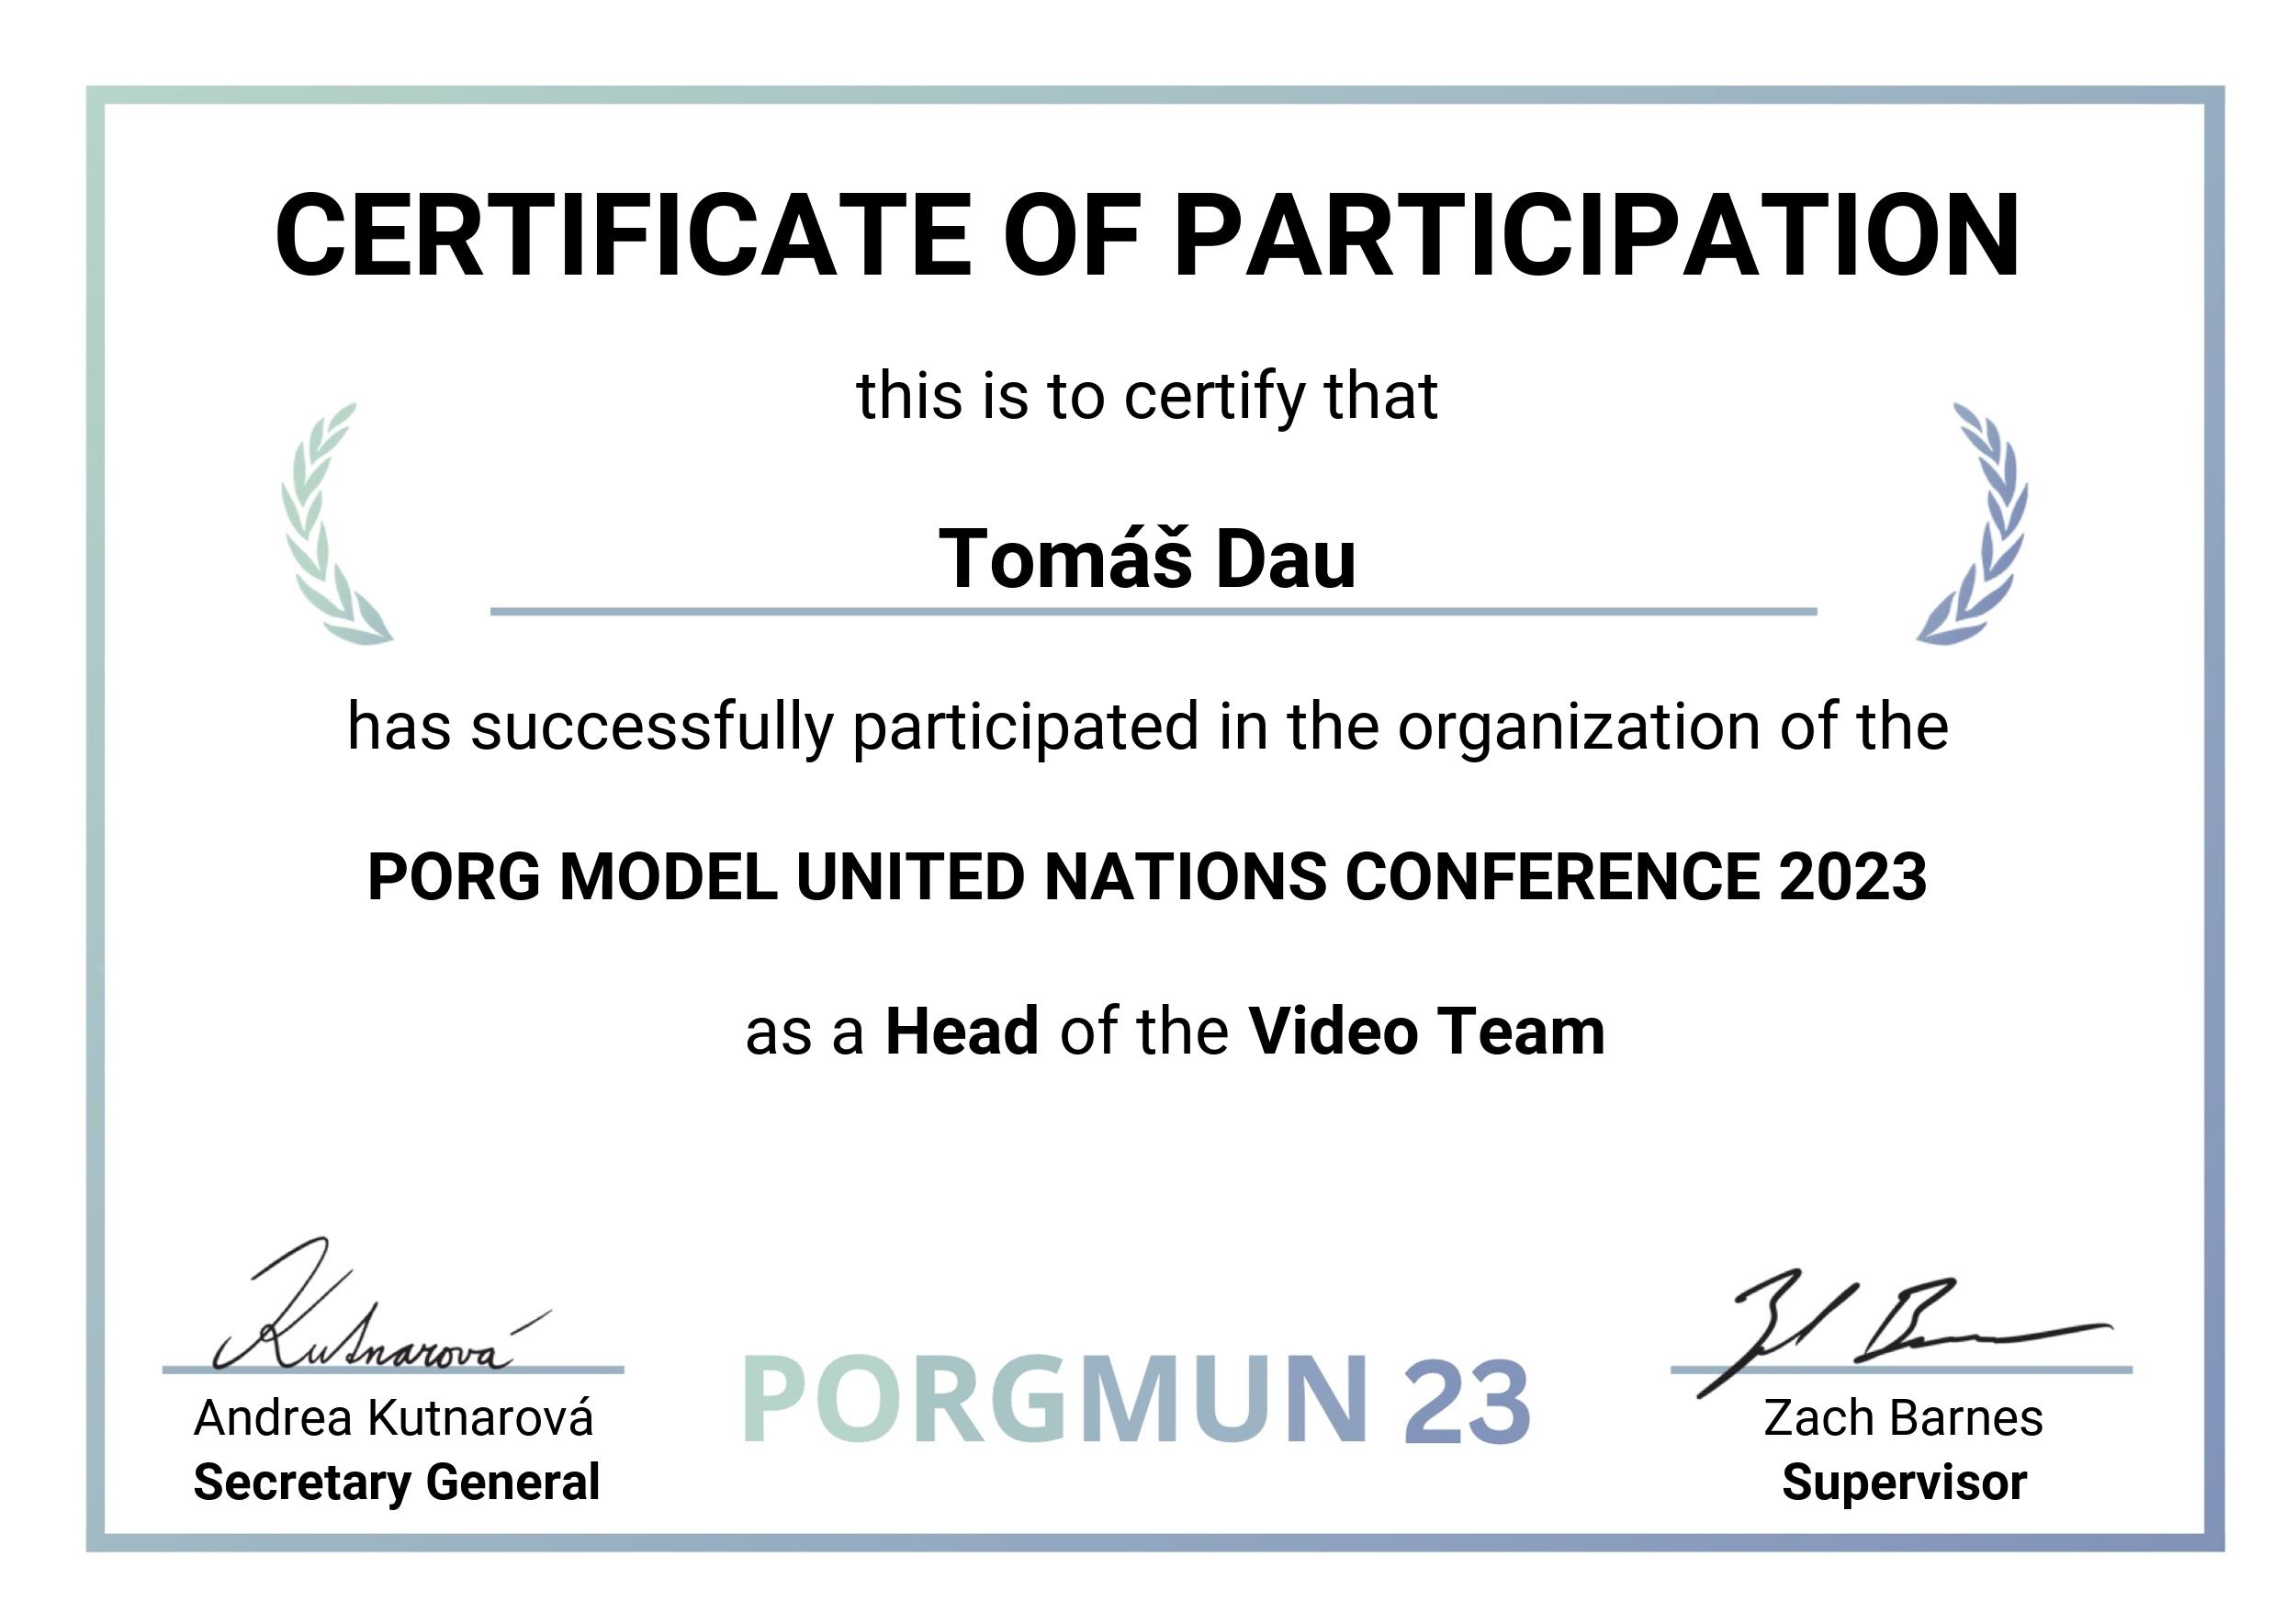 CERTIFICATE OF PARTICIPATION
this is to certify that
Tomáš Dau
has successfully participated in the organization of the
PORG MODEL UNITED NATIONS CONFERENCE 2023
as a Head of the Video Team
Kutnarová
Andrea Kutnarová
Secretary General
PORGMUN 23
Zach Barnes
Supervisor